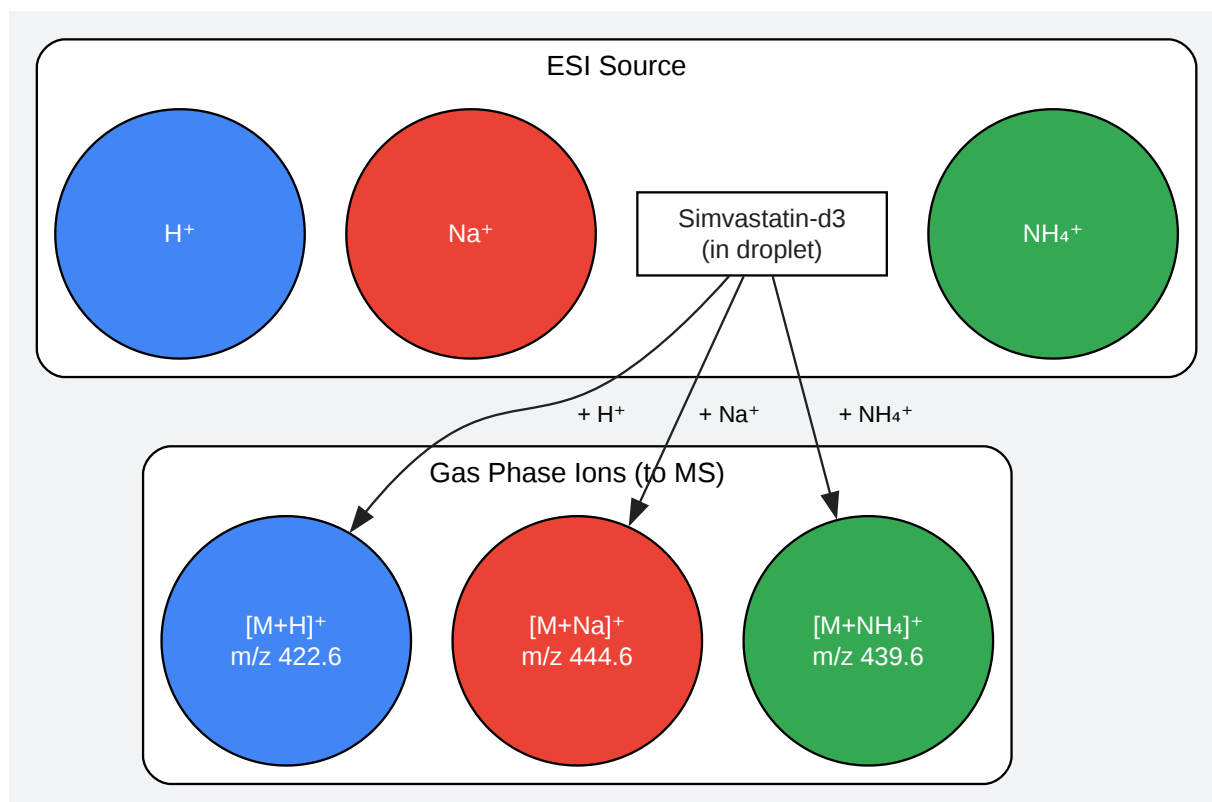 ESI Source
H⁺
Na⁺
Simvastatin-d3
(in droplet)
NH₄⁺
+ H⁺
+ Na⁺
+ NH₄⁺
Gas Phase Ions (to MS)
[M+H]⁺
m/z 422.6
[M+Na]⁺
m/z 444.6
[M+NH₄]⁺
m/z 439.6